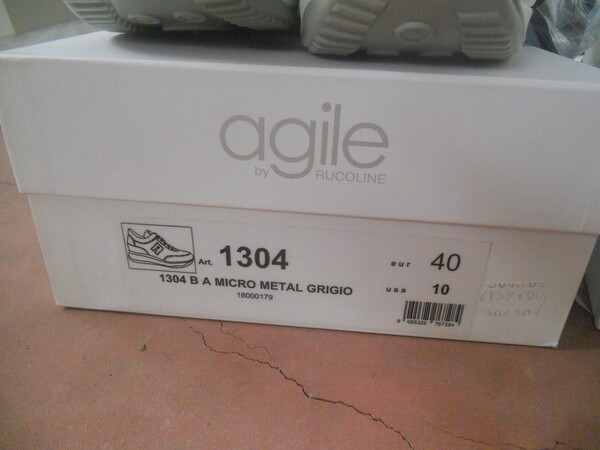 agile
by RUCOLINE
R
Art. 1304
eur 40
1304 B A MICRO METAL GRIGIO
usa 10
18000179